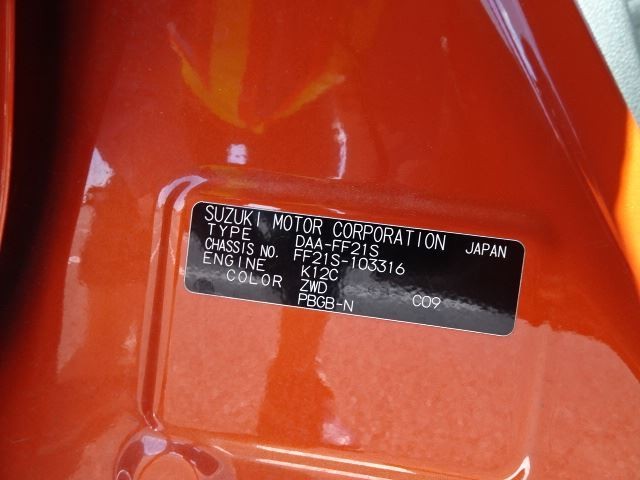 SUZUKI MOTOR CORPORATION JAPAN
TYPE DAA-FF21S
CHASSIS NO. FF21S-103316
ENGINE K12C
COLOR ZWD C09
PBGB-N